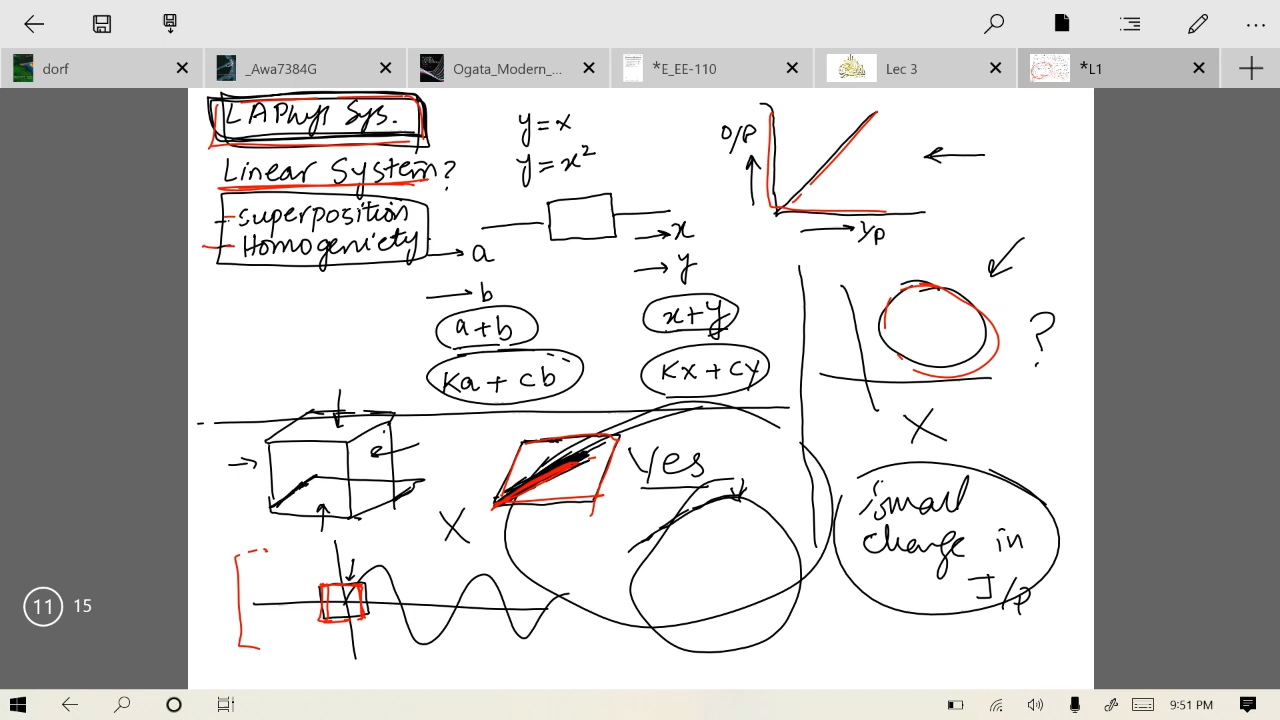 dorf
_Awa7384G
Ogata_Modern_...
*E_EE-110
Lec 3
*L1
Sys.
Linear System?
-superposition
-Homogeniety
y=x
y=x²
O/P
I/P
a
x
b
y
a+b
x+y
Ka + cb
Kx + cy
?
X
Yes
X
small
change in
I/P
11 15
9:51 PM